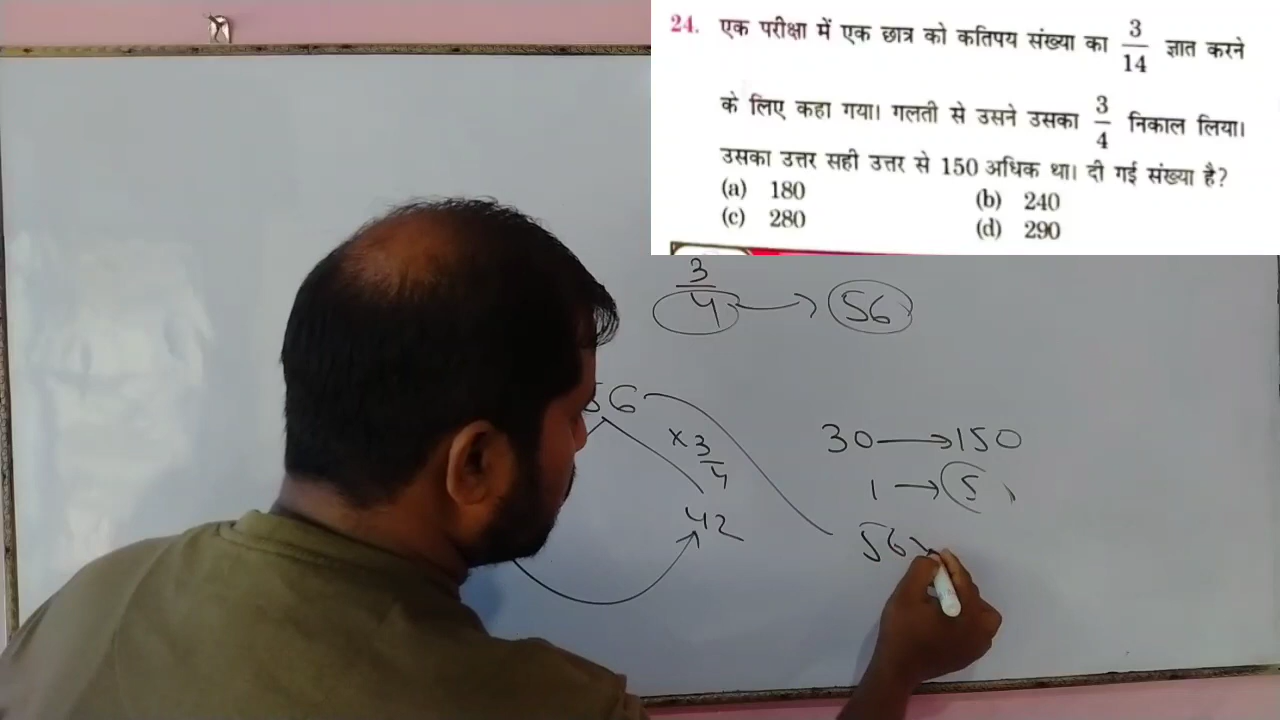 24. एक परीक्षा में एक छात्र को कतिपय संख्या का 3/14 ज्ञात करने
के लिए कहा गया। गलती से उसने उसका 3/4 निकाल लिया।
उसका उत्तर सही उत्तर से 150 अधिक था। दी गई संख्या है?
(a) 180 (b) 240
(c) 280 (d) 290
3/4 → 56
56
× 3/4
42
30 → 150
1 → 5
56×